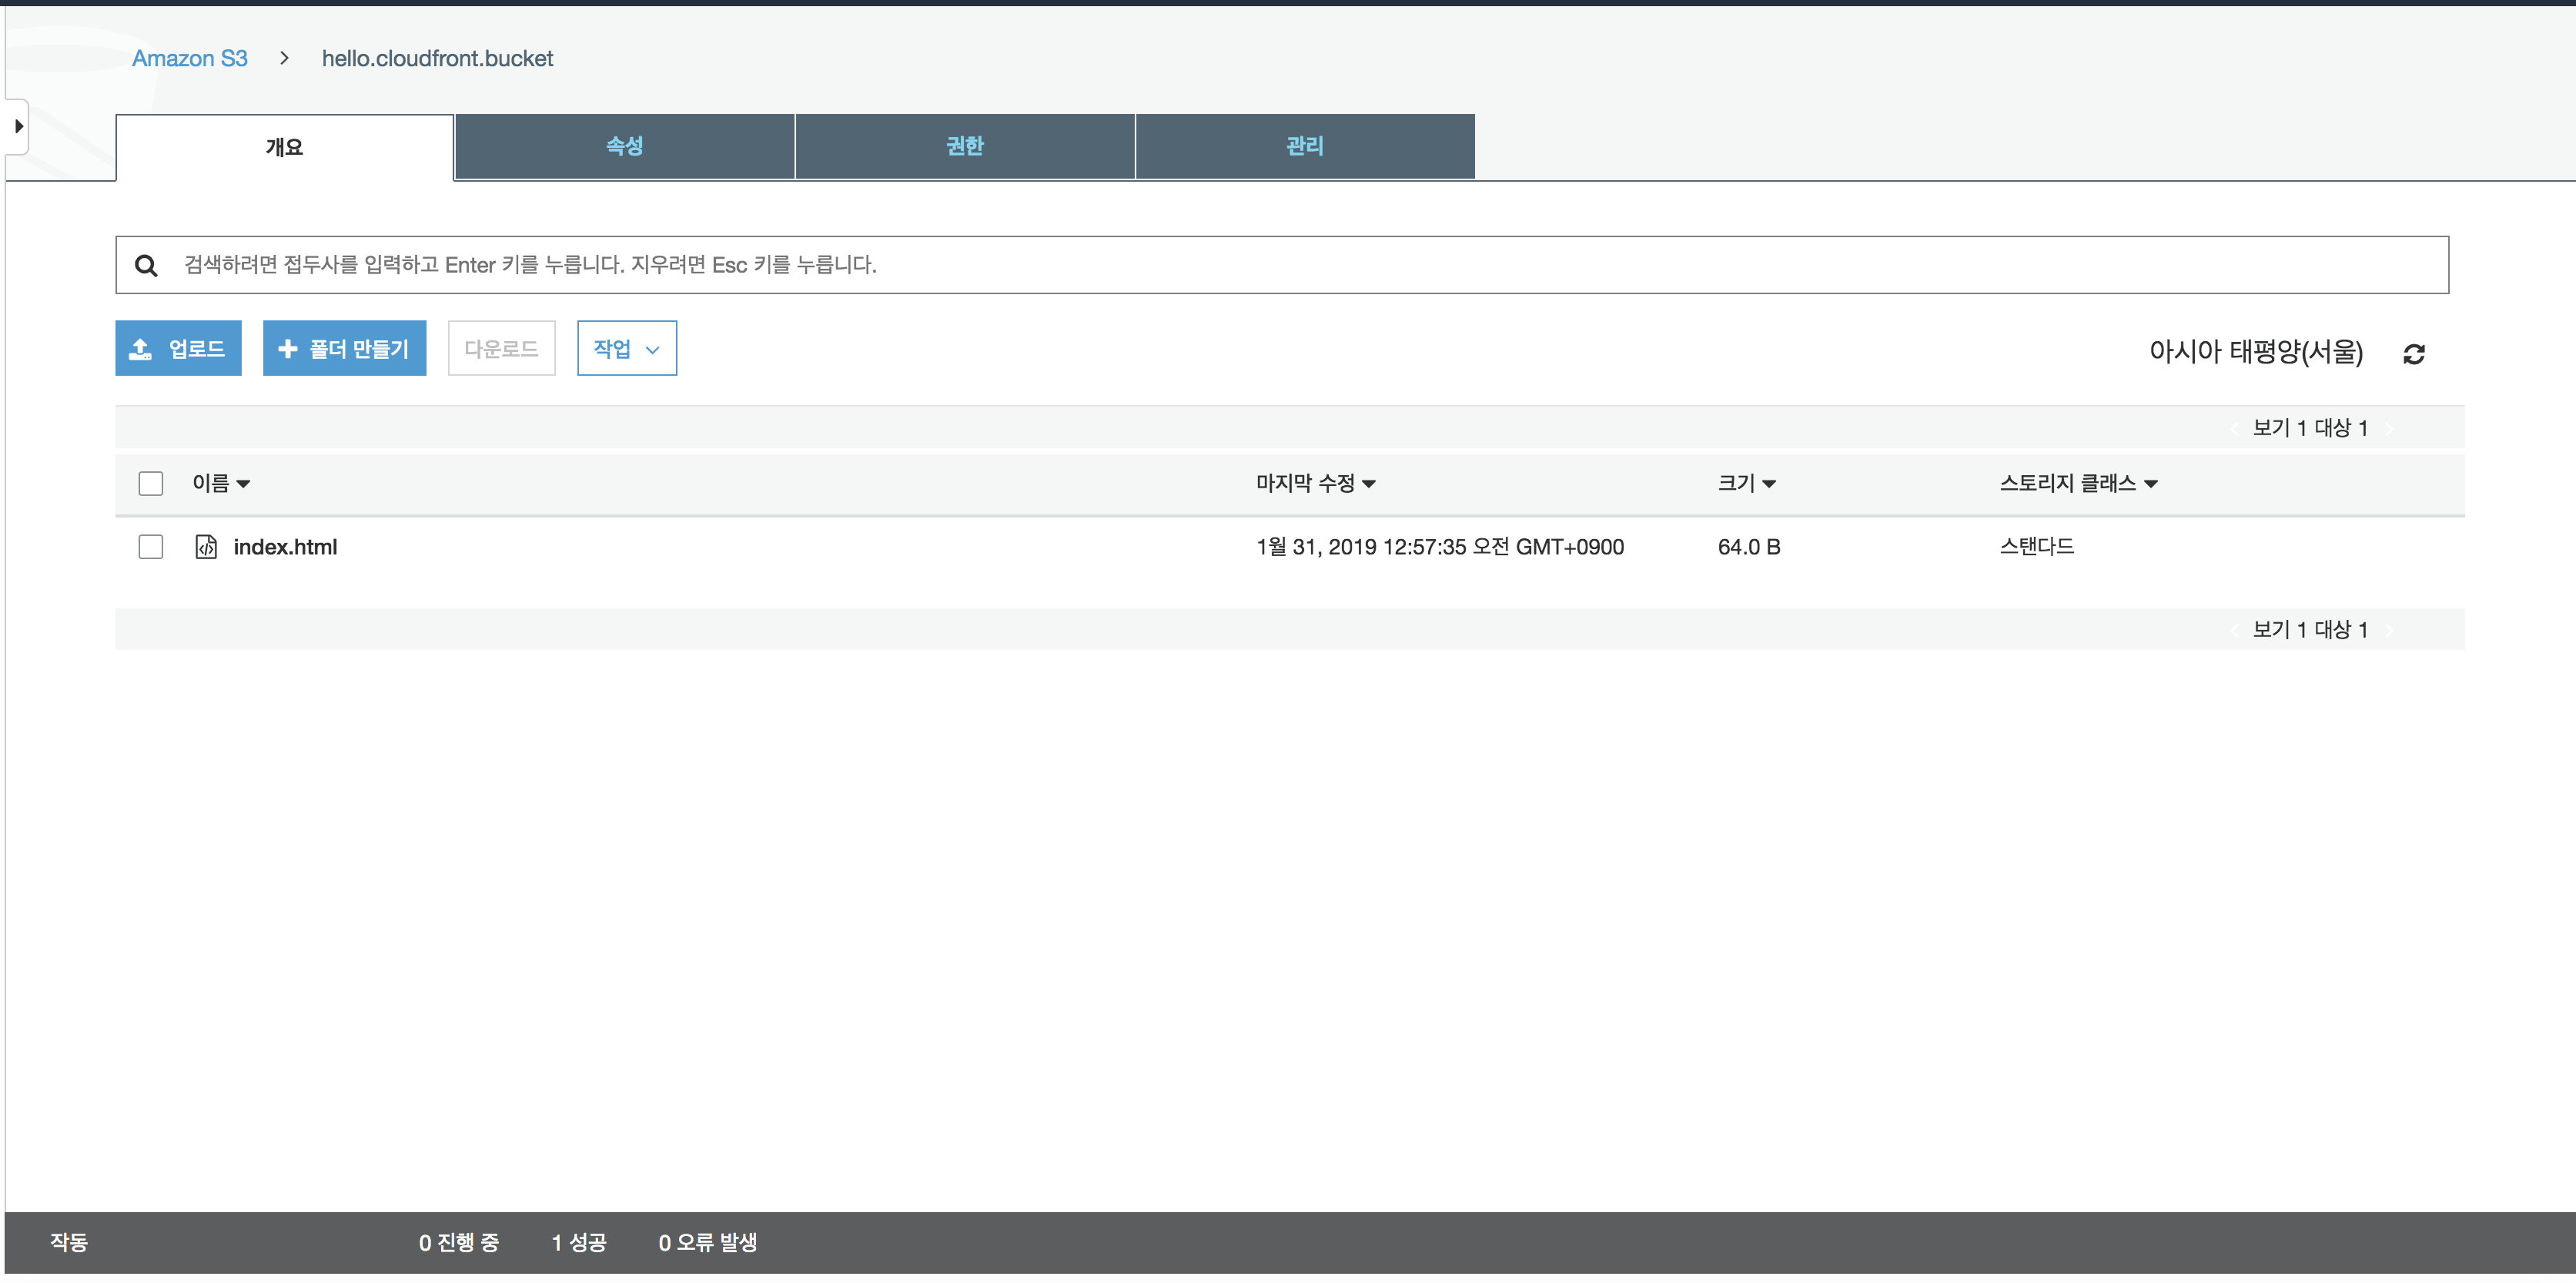 Amazon S3 > hello.cloudfront.bucket
개요 속성 권한 관리
검색하려면 접두사를 입력하고 Enter 키를 누릅니다. 지우려면 Esc 키를 누릅니다.
업로드 폴더 만들기 다운로드 작업 아시아 태평양(서울)
보기 1 대상 1
이름 마지막 수정 크기 스토리지 클래스
index.html 1월 31, 2019 12:57:35 오전 GMT+0900 64.0 B 스탠다드
보기 1 대상 1
작동 0 진행 중 1 성공 0 오류 발생